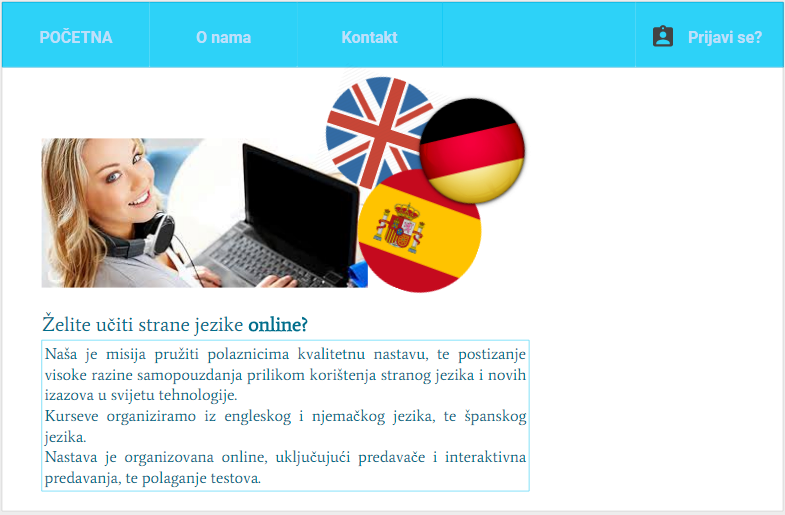 POČETNA
O nama
Kontakt
Prijavi se?
Želite učiti strane jezike online?
Naša je misija pružiti polaznicima kvalitetnu nastavu, te postizanje
visoke razine samopouzdanja prilikom korištenja stranog jezika i novih
izazova u svijetu tehnologije.
Kurseve organiziramo iz engleskog i njemačkog jezika, te španskog
jezika.
Nastava je organizovana online, uključujući predavače i interaktivna
predavanja, te polaganje testova.